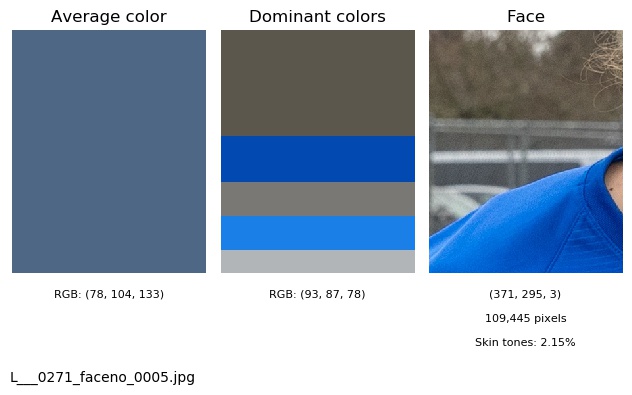 Average color
Dominant colors
Face
RGB: (78, 104, 133)
RGB: (93, 87, 78)
(371, 295, 3)
109,445 pixels
Skin tones: 2.15%
L___0271_faceno_0005.jpg